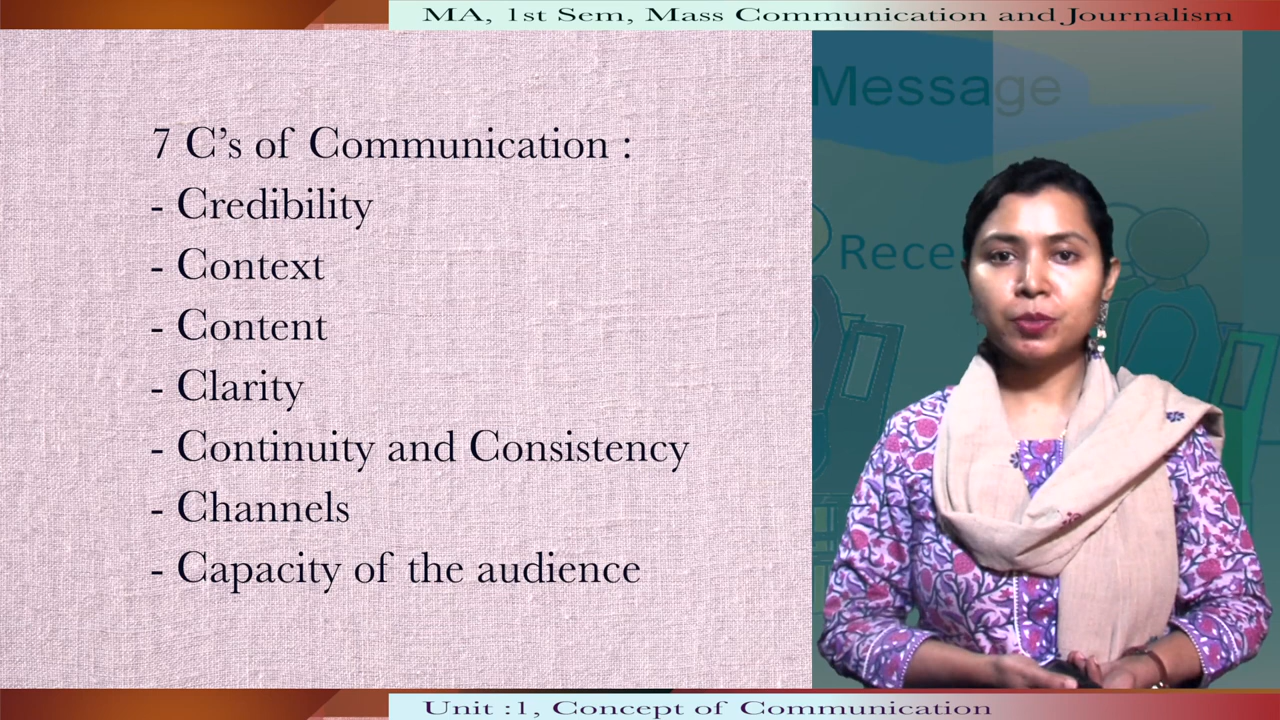 MA, 1st Sem, Mass Communication and Journalism
7 C’s of Communication :
- Credibility
- Context
- Content
- Clarity
- Continuity and Consistency
- Channels
- Capacity of the audience
Message
Unit :1, Concept of Communication